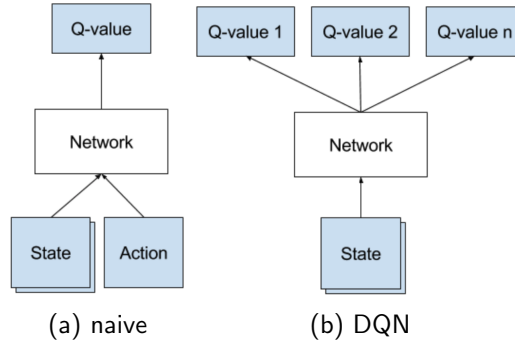 Q-value
Network
State
Action
(a) naive
Q-value 1
Q-value 2
Q-value n
Network
State
(b) DQN